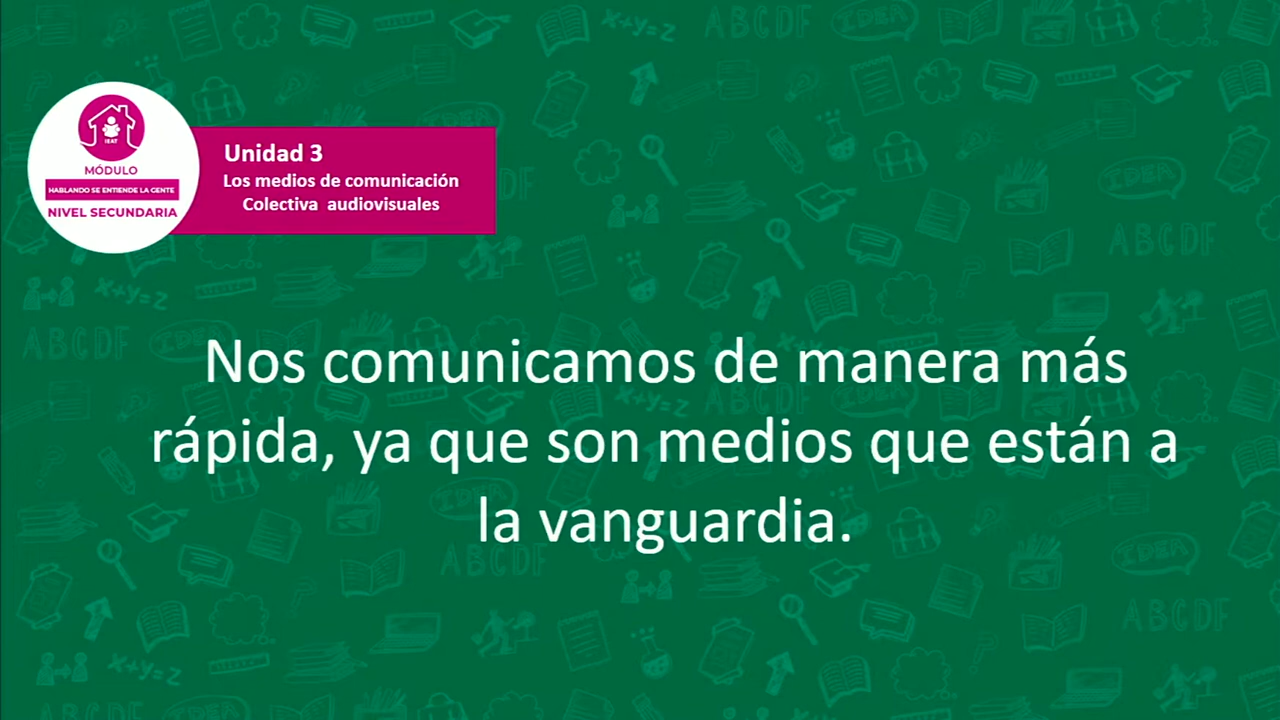 IEAT
MÓDULO
HABLANDO SE ENTIENDE LA GENTE
NIVEL SECUNDARIA
Unidad 3
Los medios de comunicación
Colectiva audiovisuales
Nos comunicamos de manera más
rápida, ya que son medios que están a
la vanguardia.